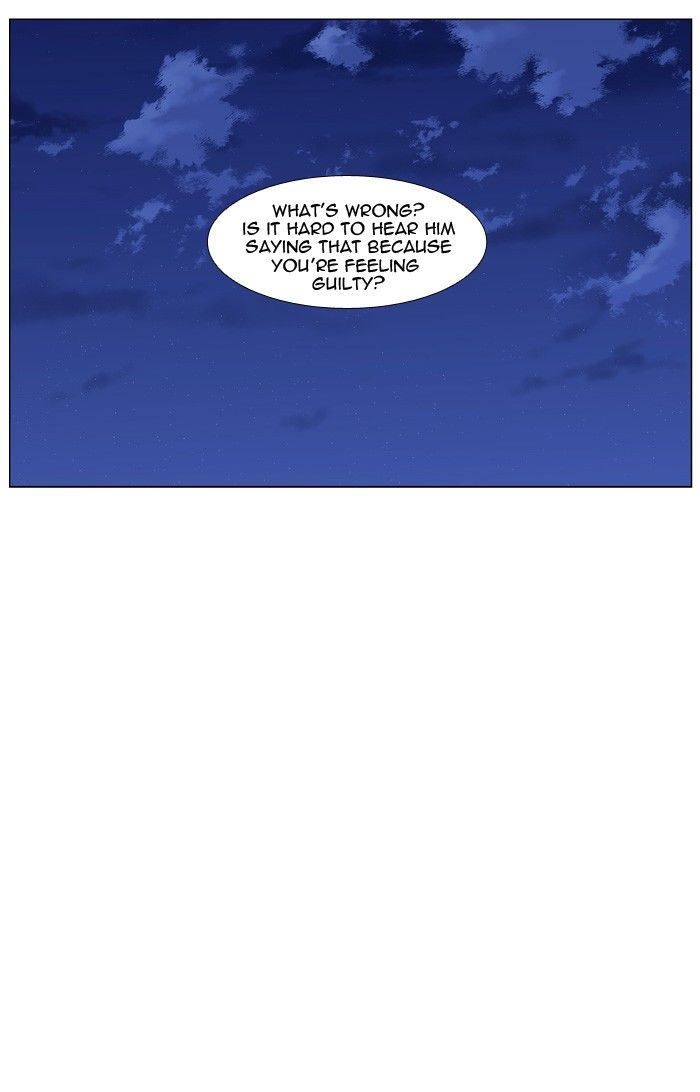 WHAT'S WRONG?
IS IT HARD TO HEAR HIM
SAYING THAT BECAUSE
YOU'RE FEELING
GUILTY?